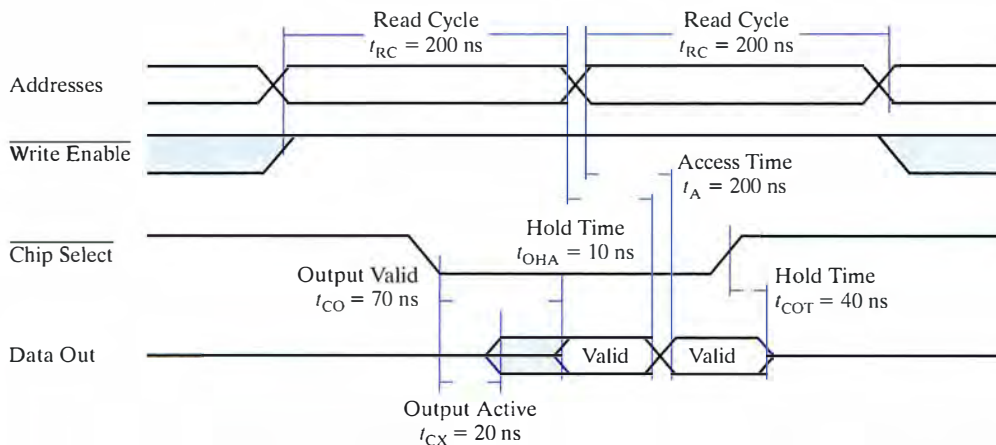 Read Cycle
t_RC = 200 ns
Read Cycle
t_RC = 200 ns
Addresses
Write Enable
Access Time
t_A = 200 ns
Hold Time
t_OHA = 10 ns
Chip Select
Output Valid
t_CO = 70 ns
Hold Time
t_COT = 40 ns
Data Out
Valid
Valid
Output Active
t_CX = 20 ns